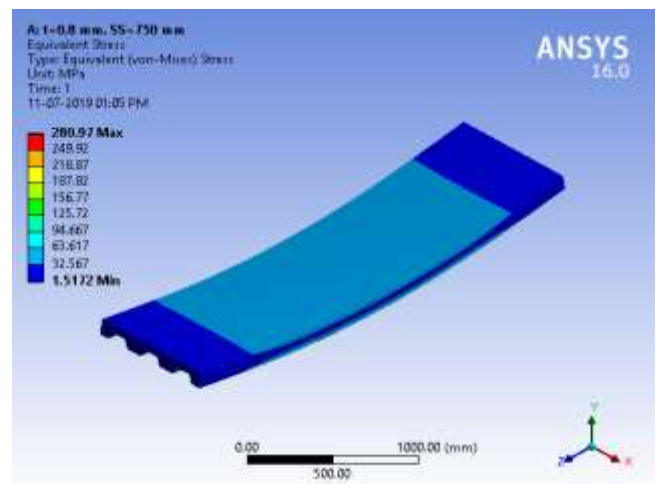 A: t=0.8 mm, SS=750 mm
Equivalent Stress
Type: Equivalent (von-Mises) Stress
Unit: MPa
Time: 1
11-07-2019 01:05 PM
ANSYS
16.0
280.97 Max
249.92
218.87
187.82
156.77
125.72
94.667
63.617
32.567
1.5172 Min
0.00
1000.00 (mm)
500.00
Y
Z
X